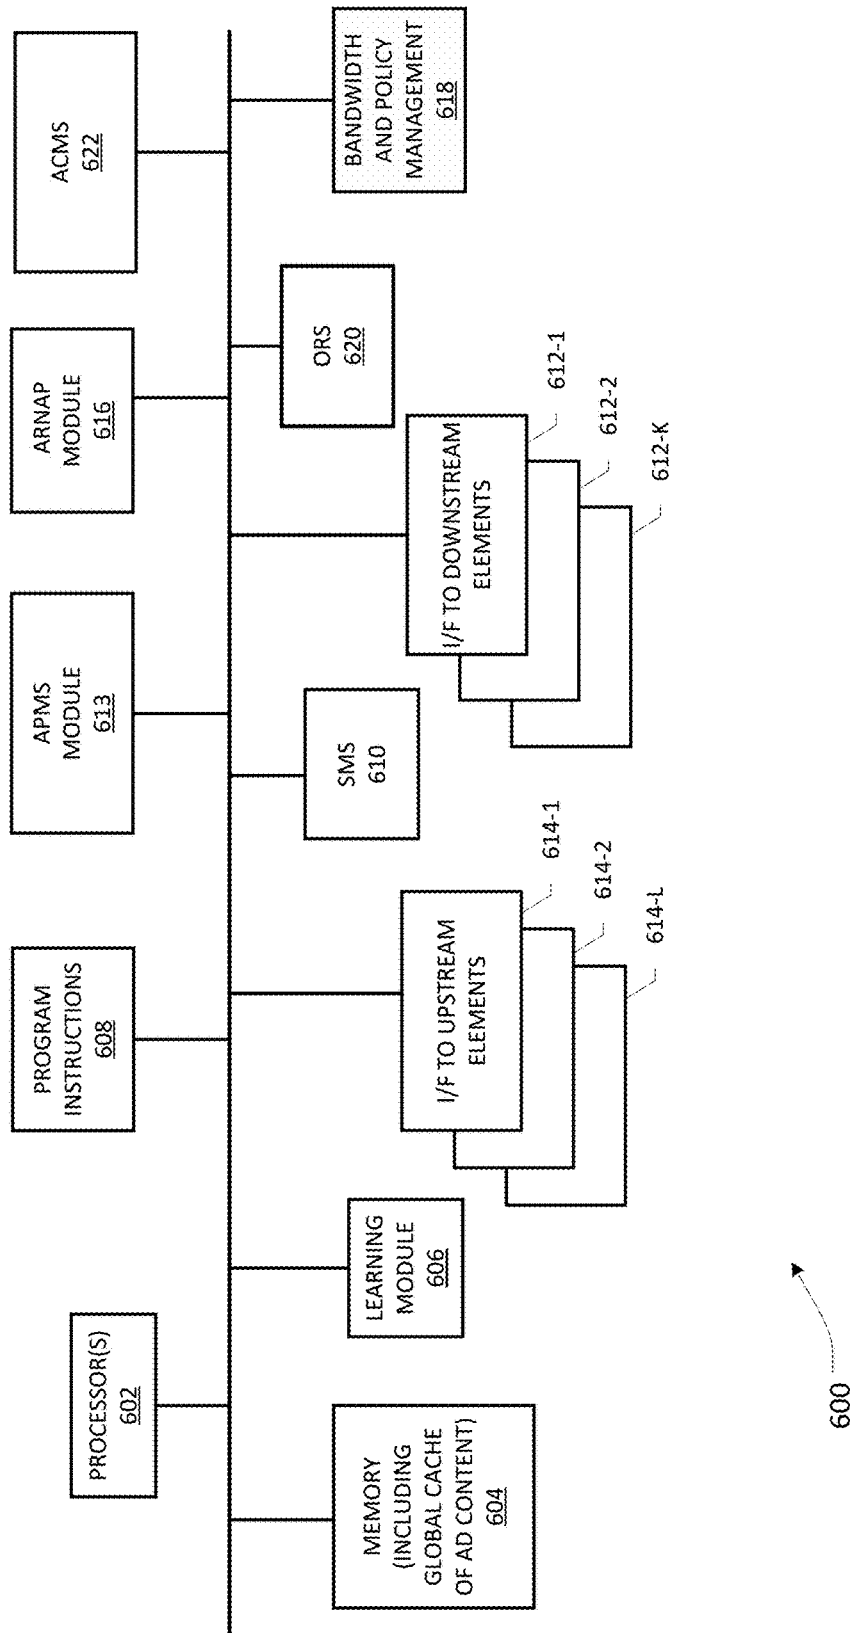 PROCESSOR(S)
602
PROGRAM
INSTRUCTIONS
608
APMS
MODULE
613
ARNAP
MODULE
616
ACMS
622
MEMORY
(INCLUDING
GLOBAL CACHE
OF AD CONTENT)
604
LEARNING
MODULE
606
I/F TO UPSTREAM
ELEMENTS
614-1
614-2
614-L
SMS
610
I/F TO DOWNSTREAM
ELEMENTS
612-1
612-2
612-K
ORS
620
BANDWIDTH
AND POLICY
MANAGEMENT
618
600